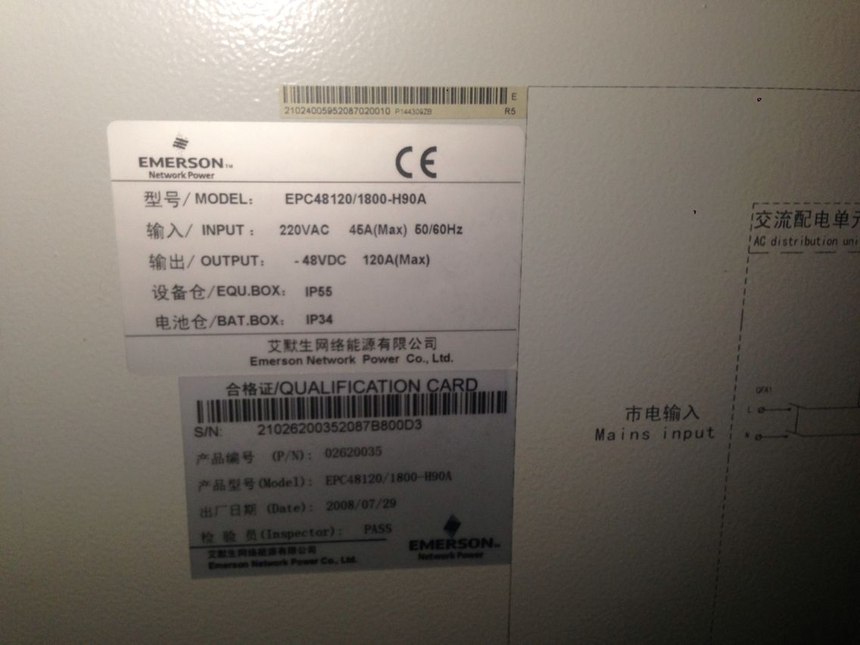 21024005952087020010 P144309ZB
E
R5
EMERSON™
Network Power
CE
型号/ MODEL: EPC48120/1800-H90A
输入/ INPUT : 220VAC 45A(Max) 50/60Hz
输出/ OUTPUT: - 48VDC 120A(Max)
设备仓/EQU.BOX: IP55
电池仓/BAT.BOX: IP34
艾默生网络能源有限公司
Emerson Network Power Co., Ltd.
合格证/QUALIFICATION CARD
S/N: 21026200352087B800D3
产品编号 (P/N): 02620035
产品型号(Model): EPC48120/1800-H90A
出厂日期 (Date): 2008/07/29
检 验 员(Inspector): PASS
艾默生网络能源有限公司
Emerson Network Power Co., Ltd.
EMERSON™
Network Power
交流配电单元
AC distribution uni
市电输入
Mains input
L
N